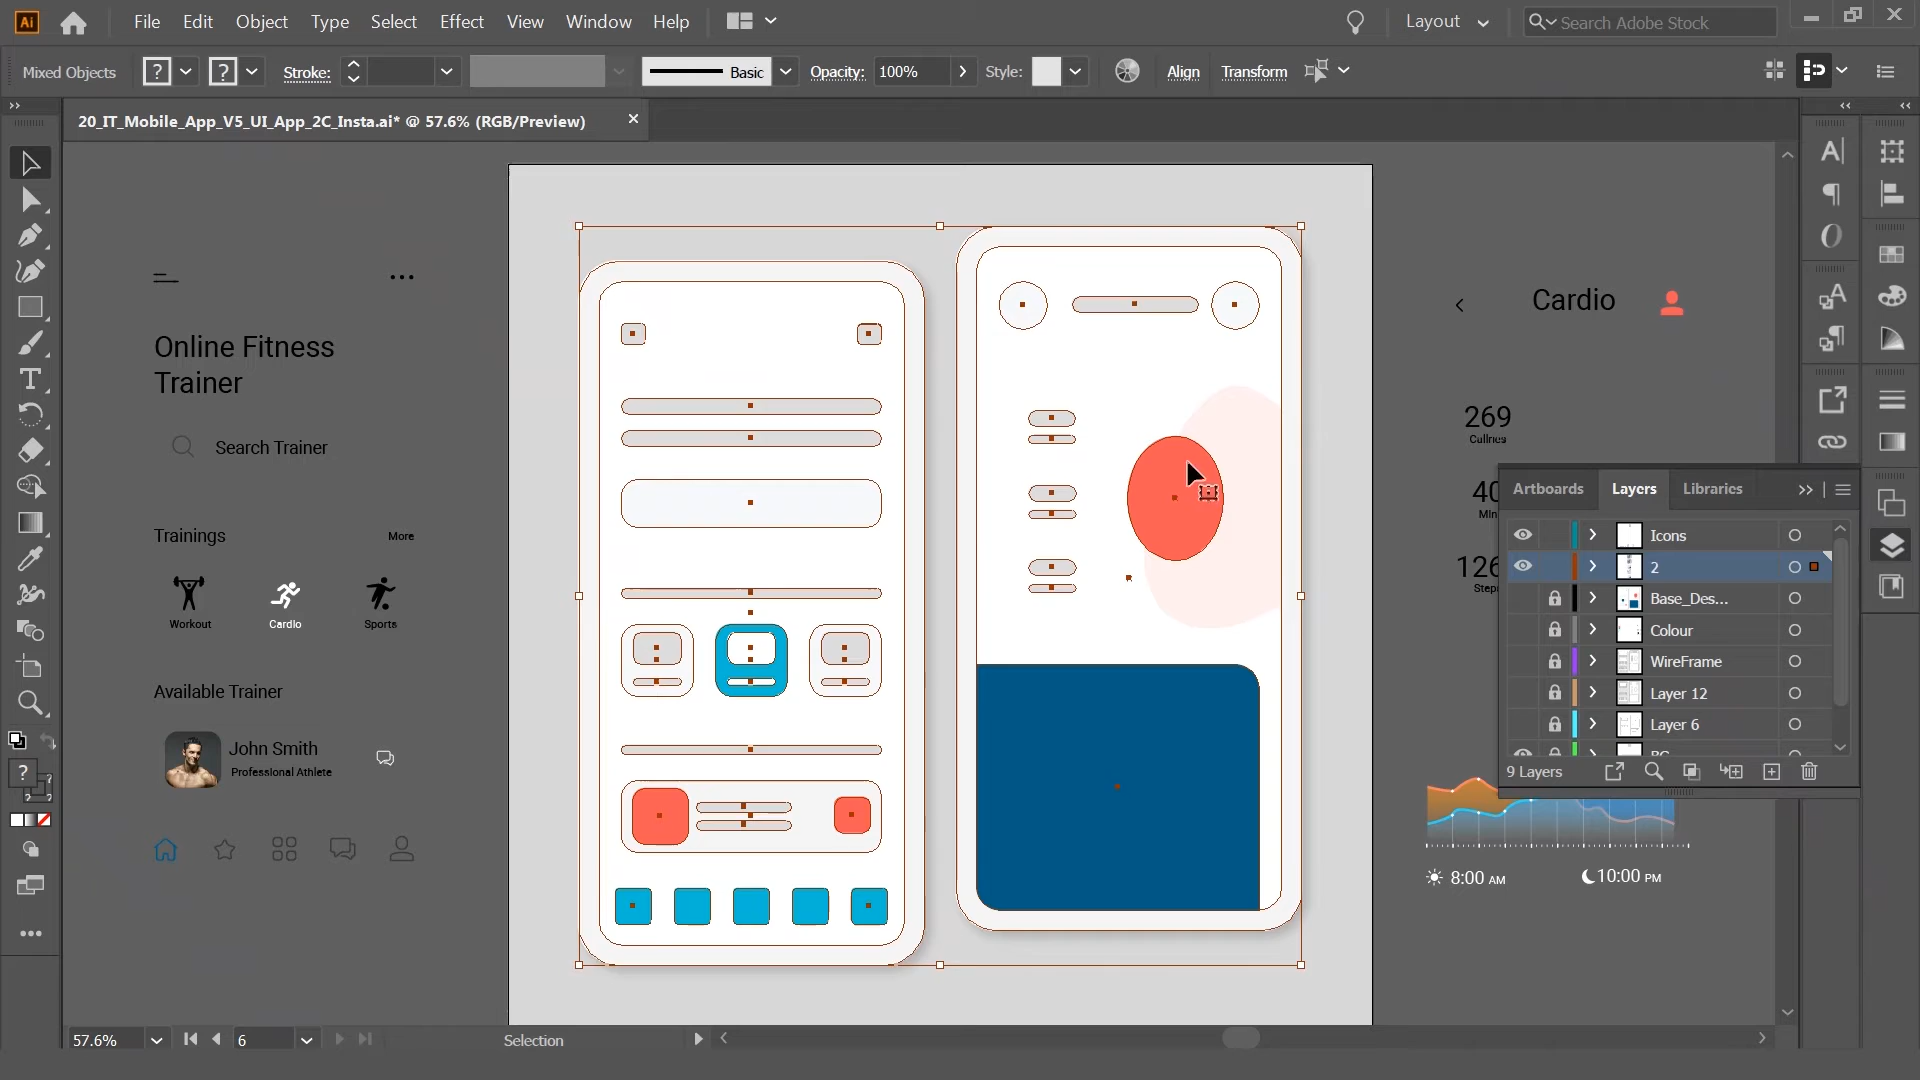 Ai File Edit Object Type Select Effect View Window Help Layout Search Adobe Stock
Mixed Objects ? ? Stroke: Basic Opacity: 100% Style: Align Transform
20_IT_Mobile_App_V5_UI_App_2C_Insta.ai* @ 57.6% (RGB/Preview)
Online Fitness
Trainer
Search Trainer
Trainings More
Workout Cardio Sports
Available Trainer
John Smith
Professional Athlete
Cardio
269
40
126
Steps
Artboards Layers Libraries
Icons
2
Base_Des...
Colour
WireFrame
Layer 12
Layer 6
BG
9 Layers
8:00 AM 10:00 PM
?
57.6% 6 Selection